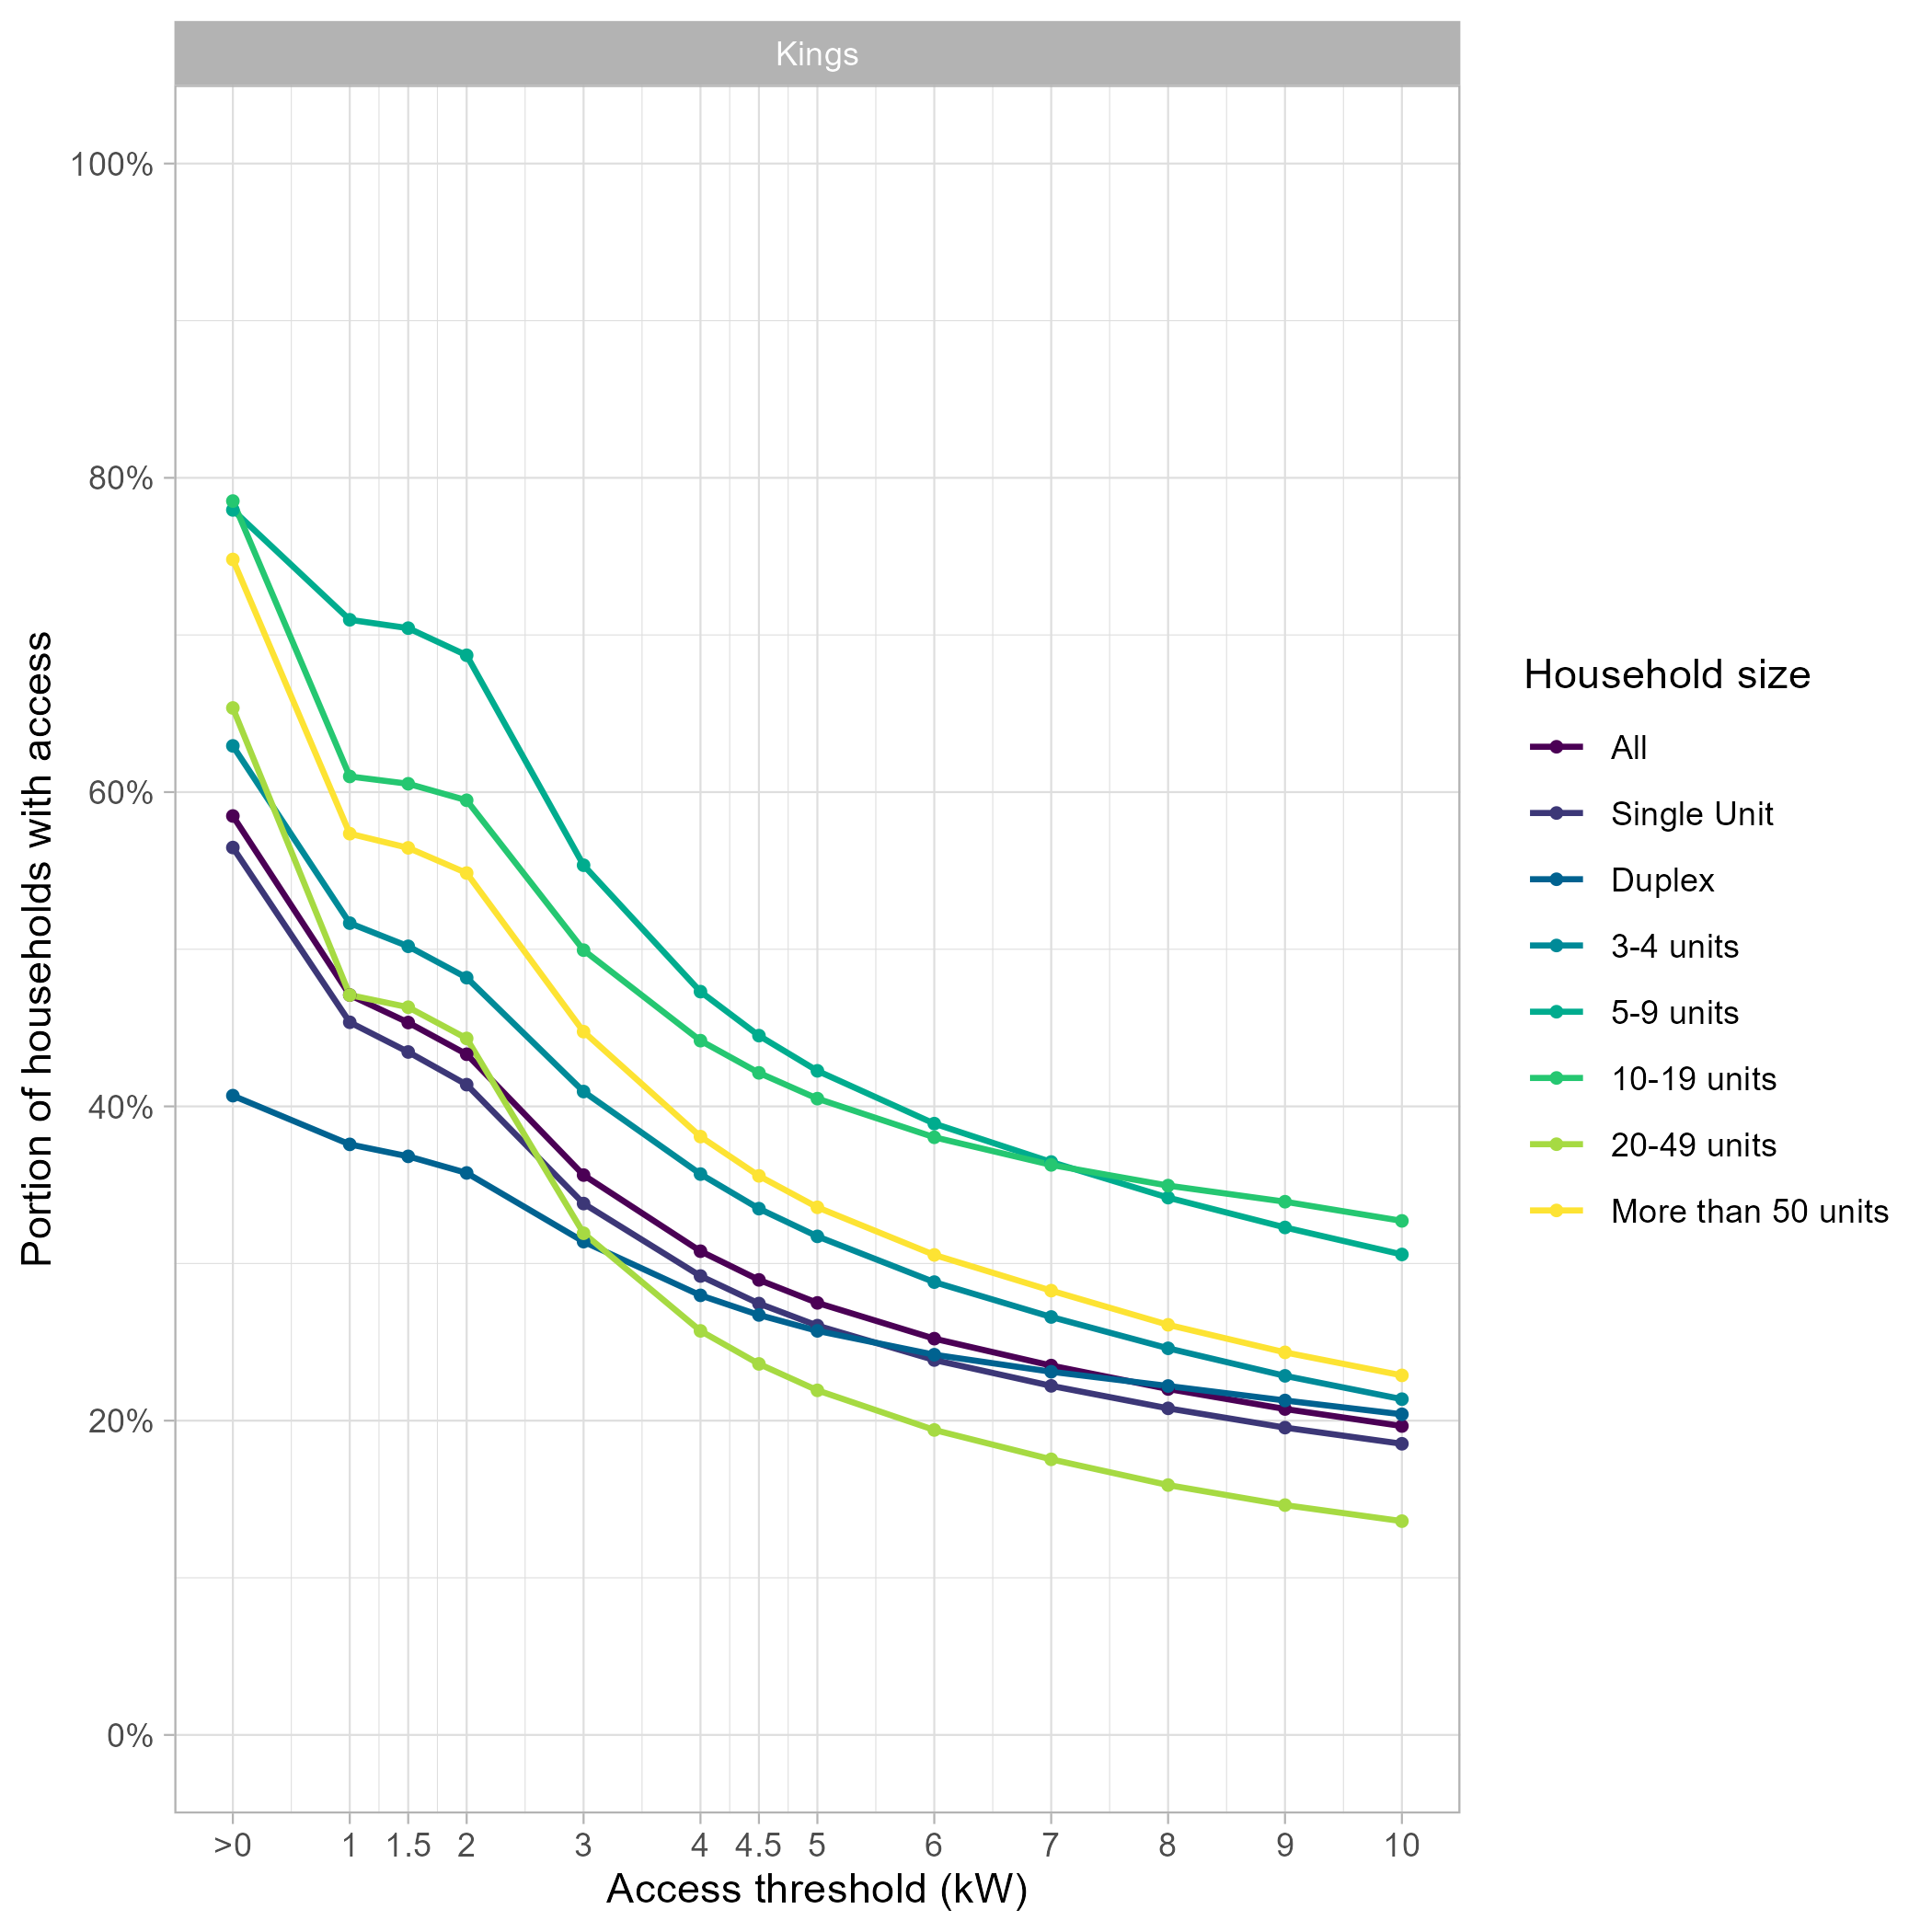 Kings
100%
80%
60%
40%
20%
0%
Portion of households with access
>0 1 1.5 2 3 4 4.5 5 6 7 8 9 10
Access threshold (kW)
Household size
All
Single Unit
Duplex
3-4 units
5-9 units
10-19 units
20-49 units
More than 50 units